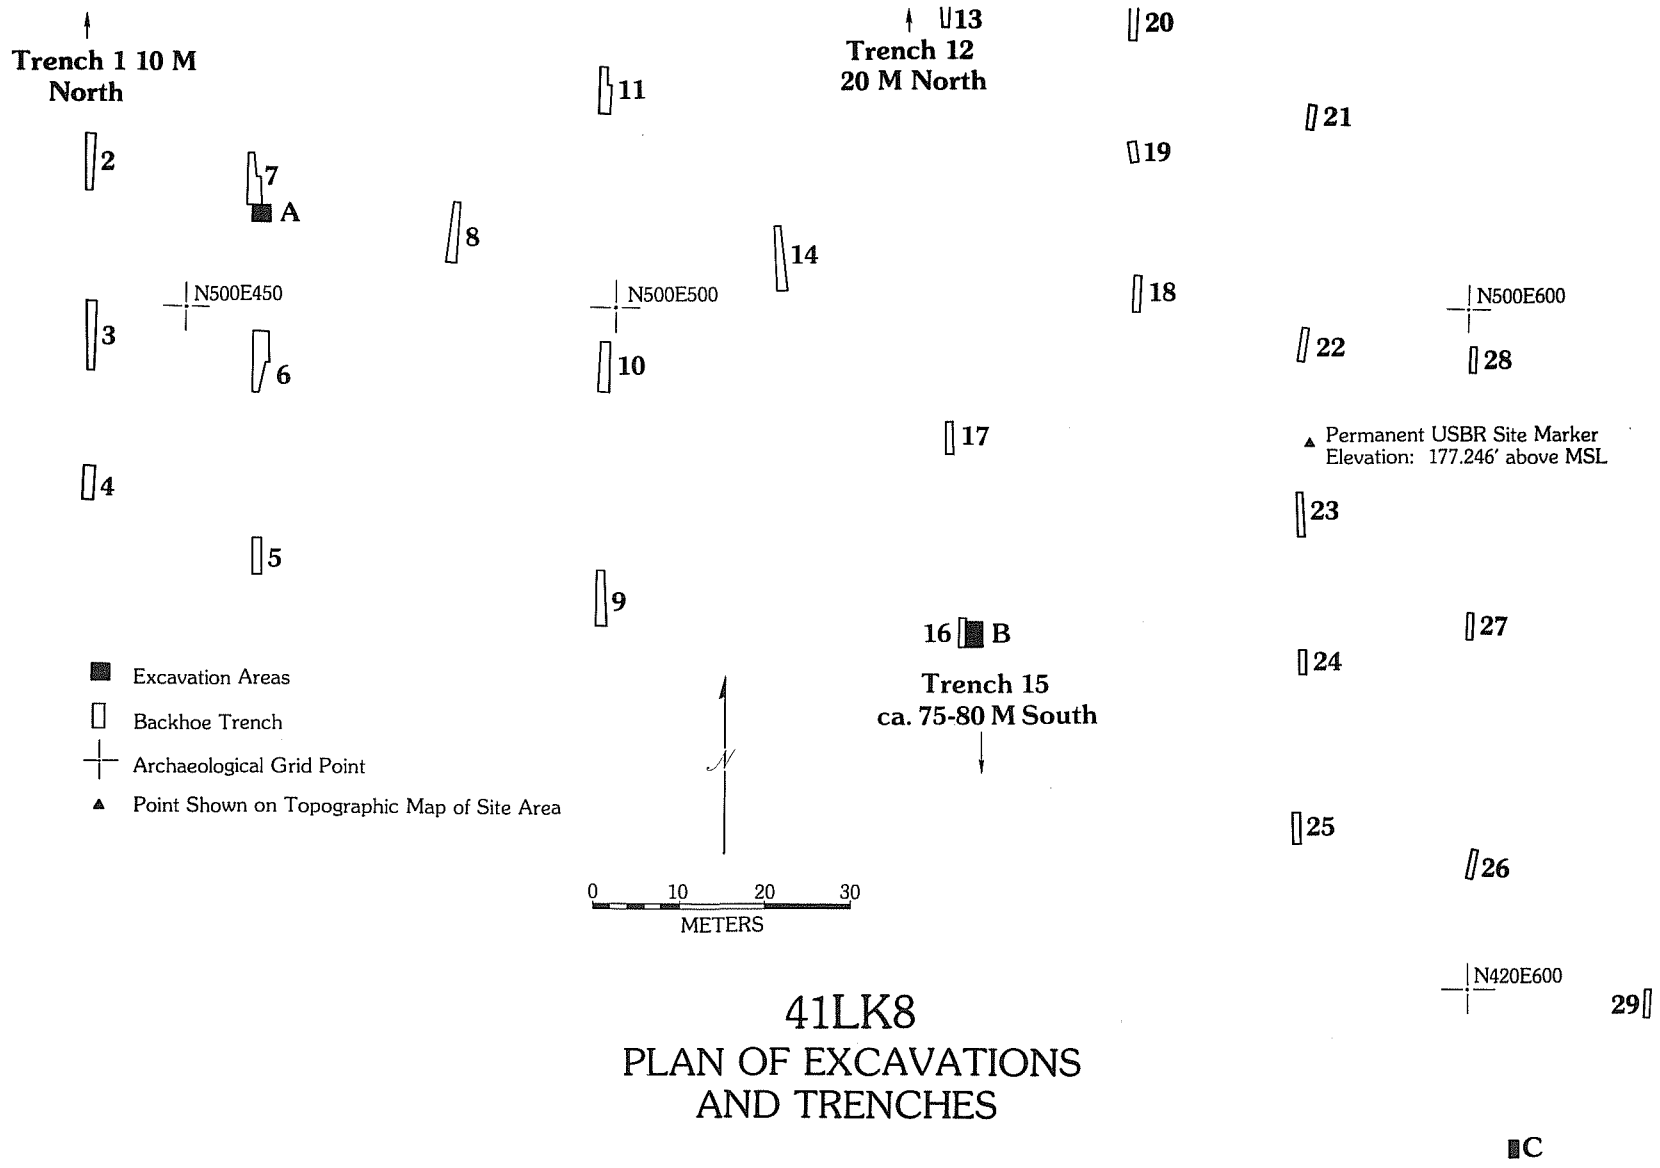 Trench 1 10 M
North
13
Trench 12
20 M North
20
11
21
2
7
19
A
8
14
N500E450
N500E500
18
N500E600
3
6
10
22
28
17
Permanent USBR Site Marker
Elevation: 177.246' above MSL
4
23
5
9
16
B
27
24
Trench 15
ca. 75-80 M South
Excavation Areas
Backhoe Trench
Archaeological Grid Point
Point Shown on Topographic Map of Site Area
N
25
26
0 10 20 30
METERS
N420E600
29
41LK8
PLAN OF EXCAVATIONS
AND TRENCHES
C